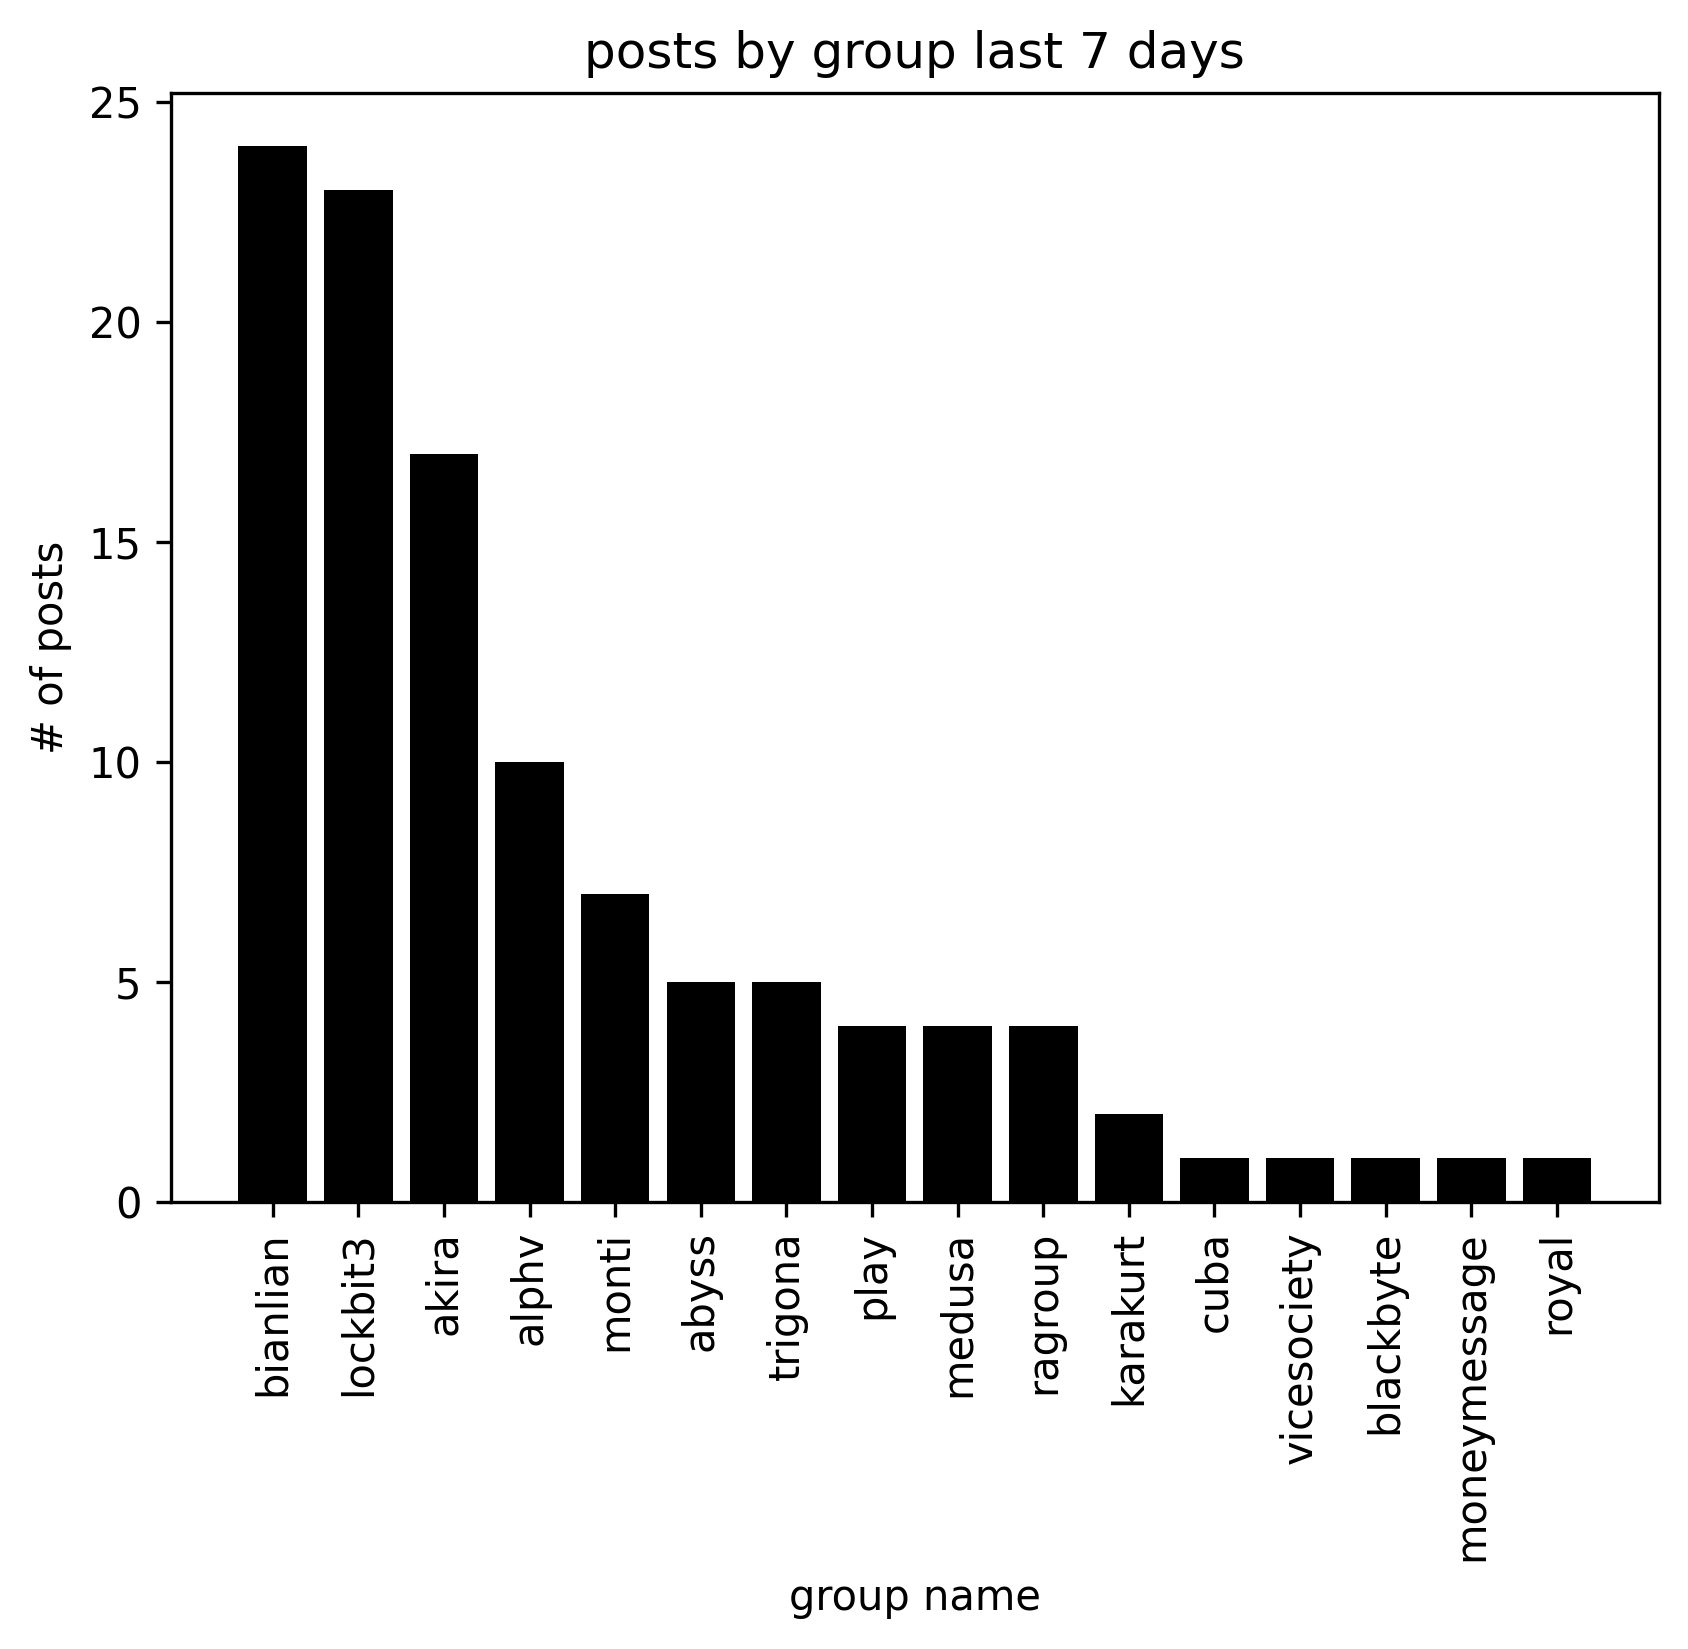 posts by group last 7 days
25
20
15
10
5
0
# of posts
bianlian
lockbit3
akira
alphv
monti
abyss
trigona
play
medusa
ragroup
karakurt
cuba
vicesociety
blackbyte
moneymessage
royal
group name